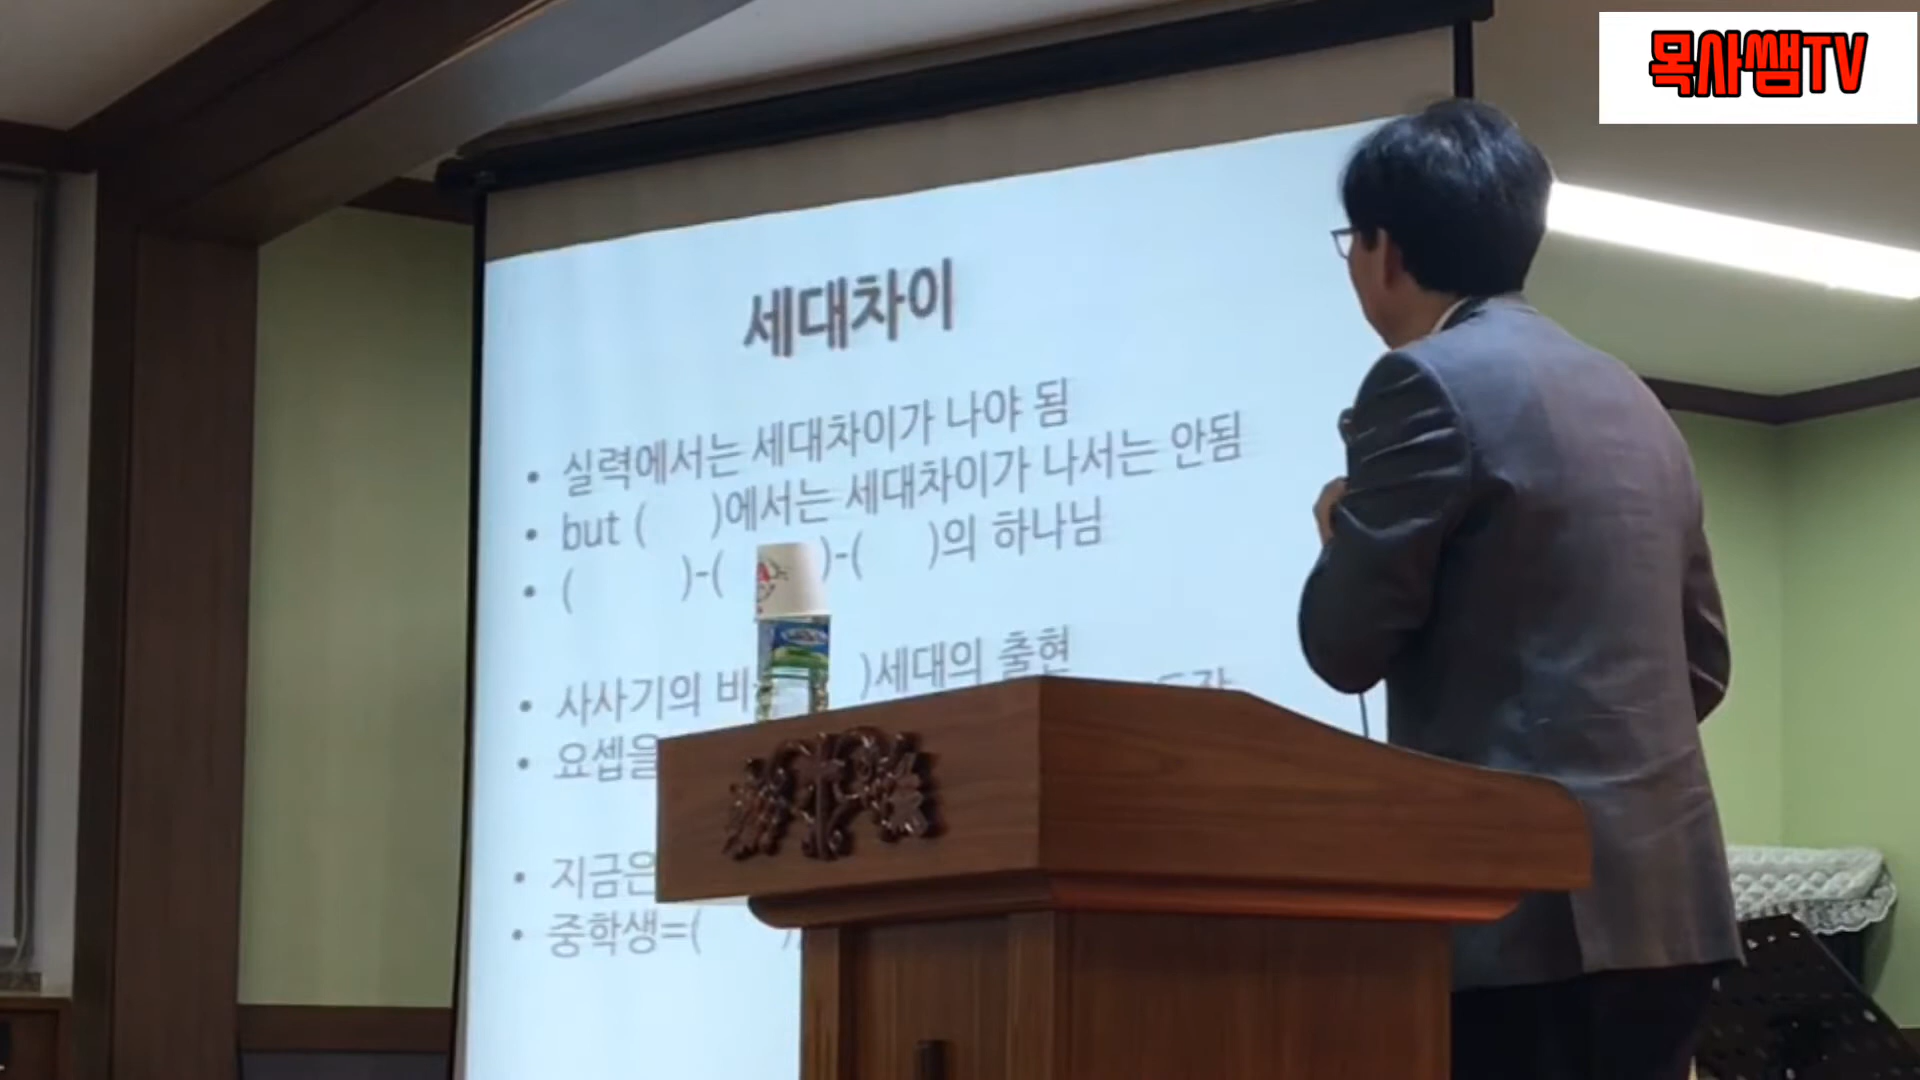 목사쌤TV
세대차이
• 실력에서는 세대차이가 나야 됨
• but ( )에서는 세대차이가 나서는 안됨
• ( )-( )-( )의 하나님
• 사사기의 )세대의 출현
• 요셉을
• 지금은
• 중학생=( )